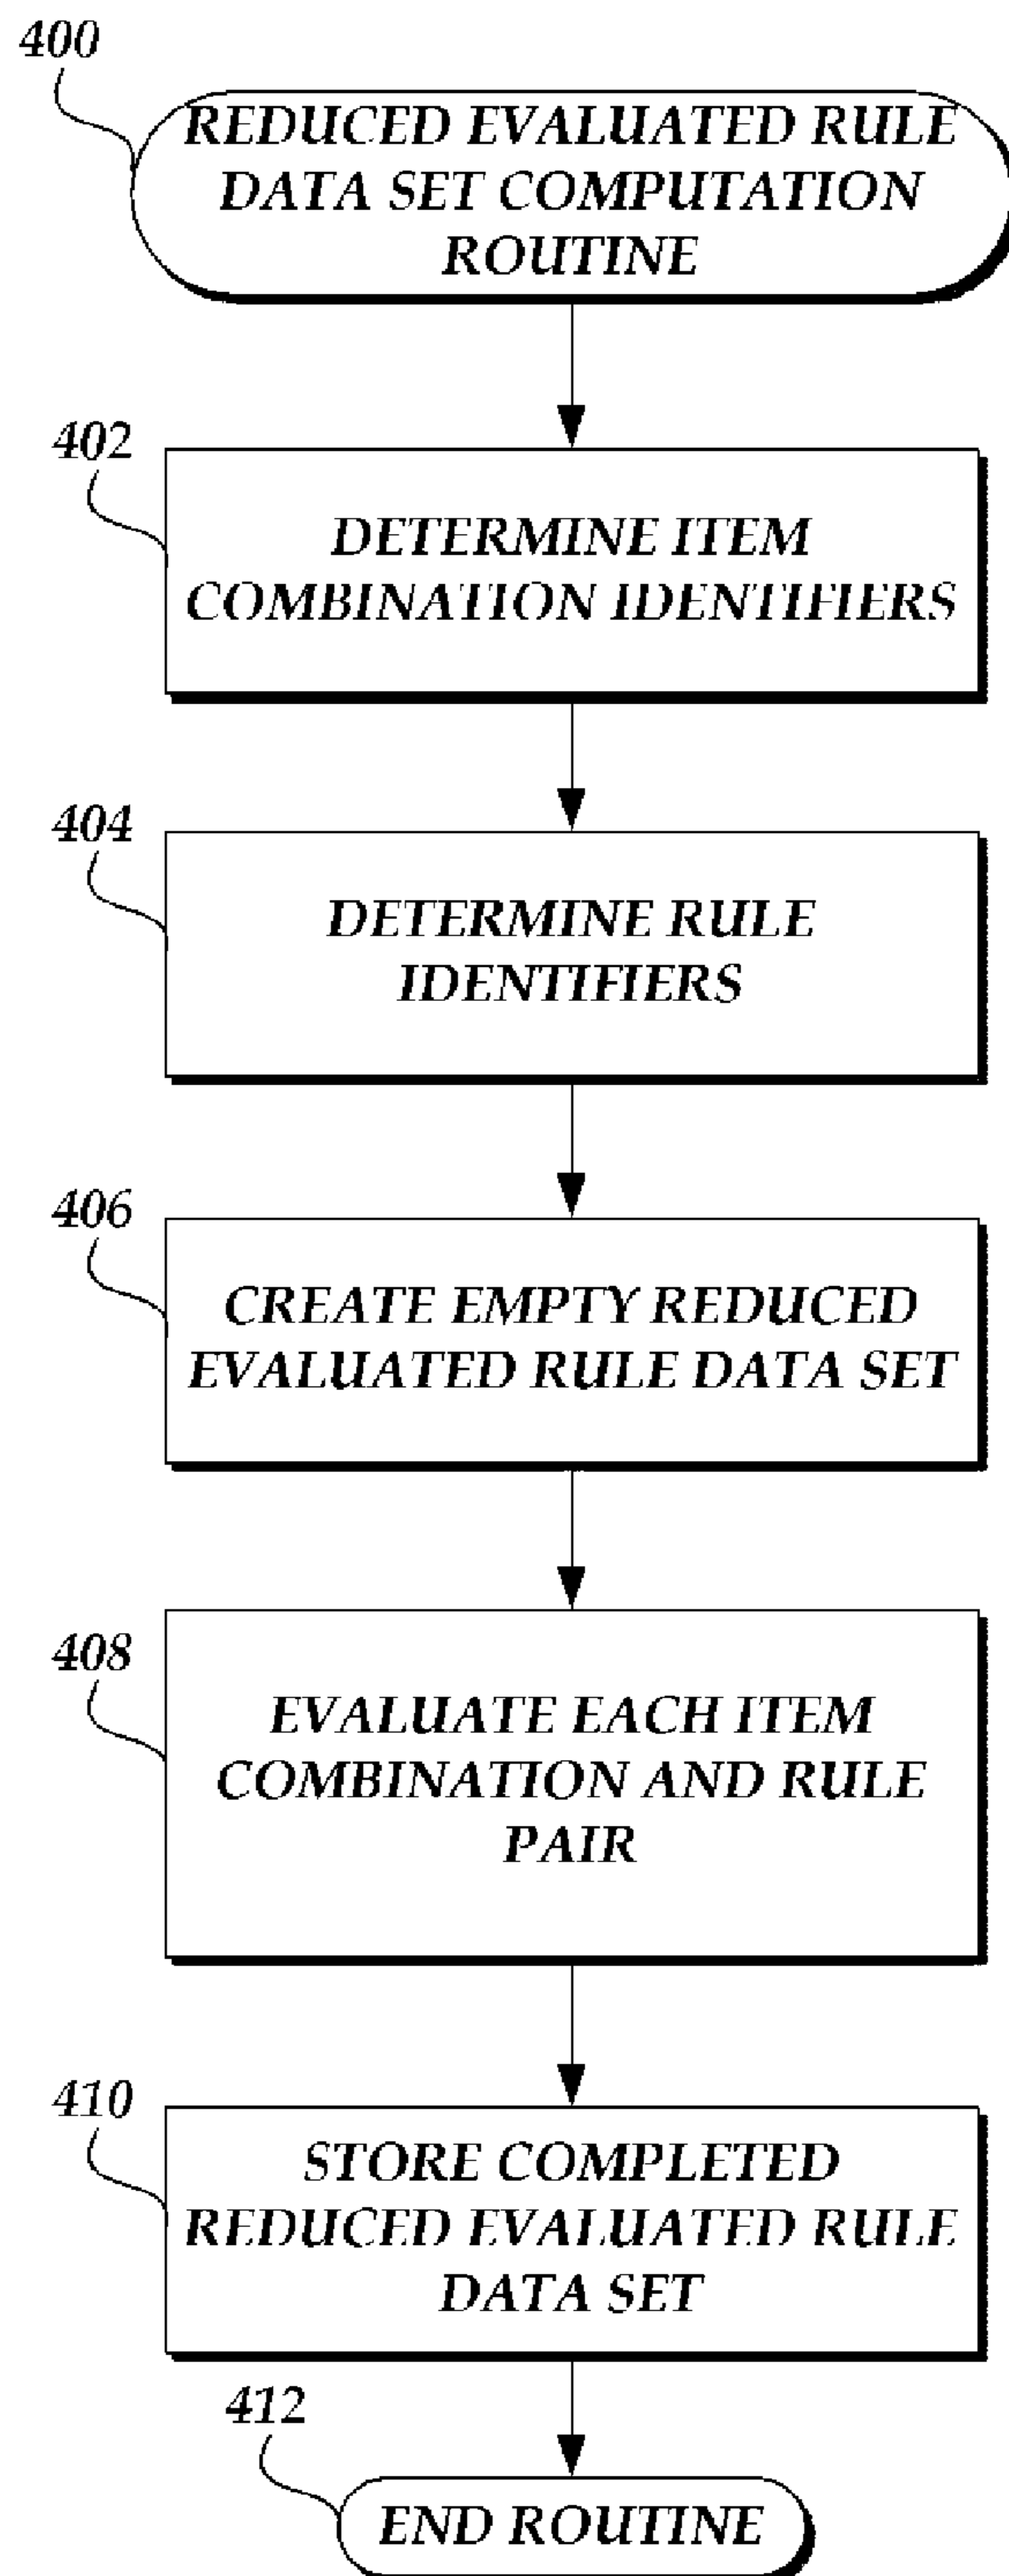 400
REDUCED EVALUATED RULE
DATA SET COMPUTATION
ROUTINE
402
DETERMINE ITEM
COMBINATION IDENTIFIERS
404
DETERMINE RULE
IDENTIFIERS
406
CREATE EMPTY REDUCED
EVALUATED RULE DATA SET
408
EVALUATE EACH ITEM
COMBINATION AND RULE
PAIR
410
STORE COMPLETED
REDUCED EVALUATED RULE
DATA SET
412
END ROUTINE